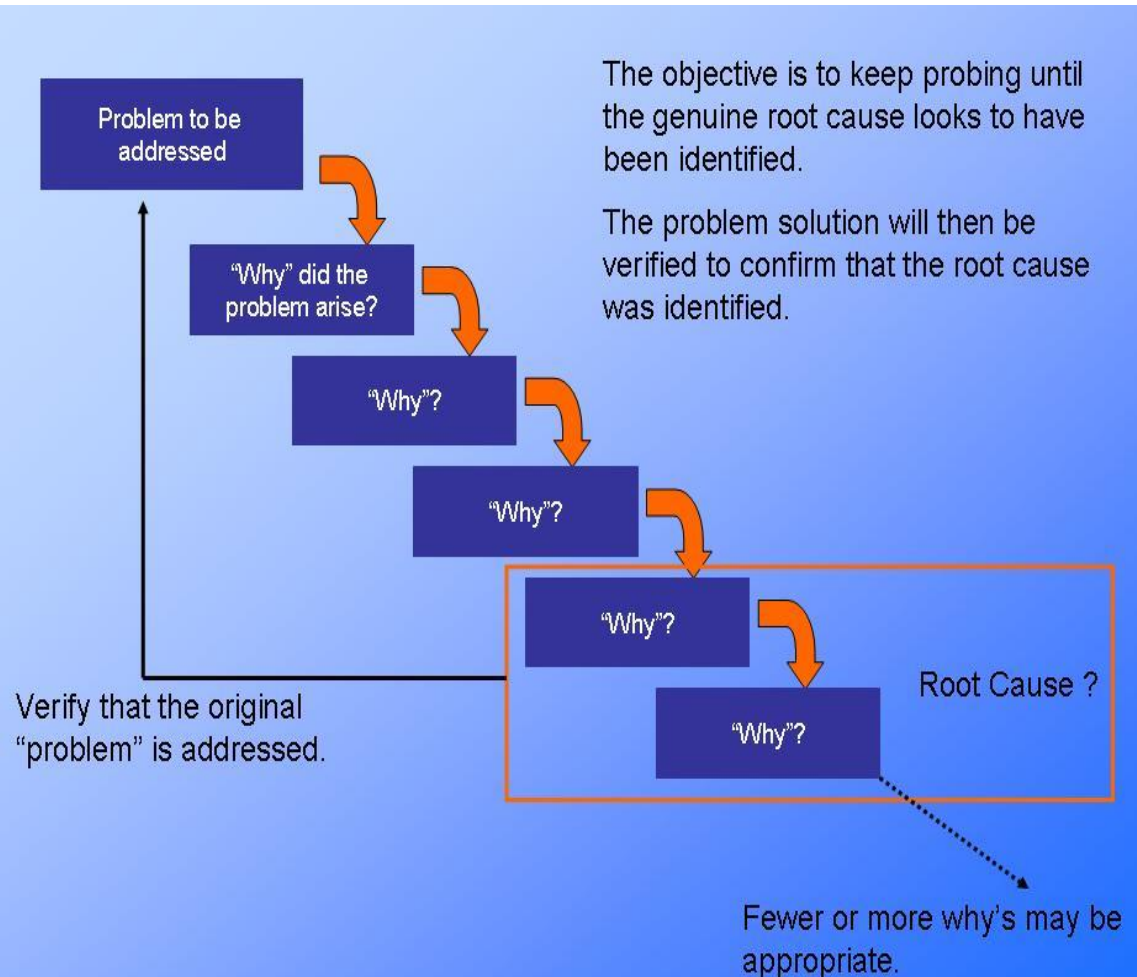 The objective is to keep probing until
the genuine root cause looks to have
been identified.
The problem solution will then be
verified to confirm that the root cause
was identified.
Problem to be
addressed
“Why” did the
problem arise?
“Why”?
“Why”?
“Why”?
“Why”?
Root Cause ?
Verify that the original
“problem” is addressed.
Fewer or more why's may be
appropriate.